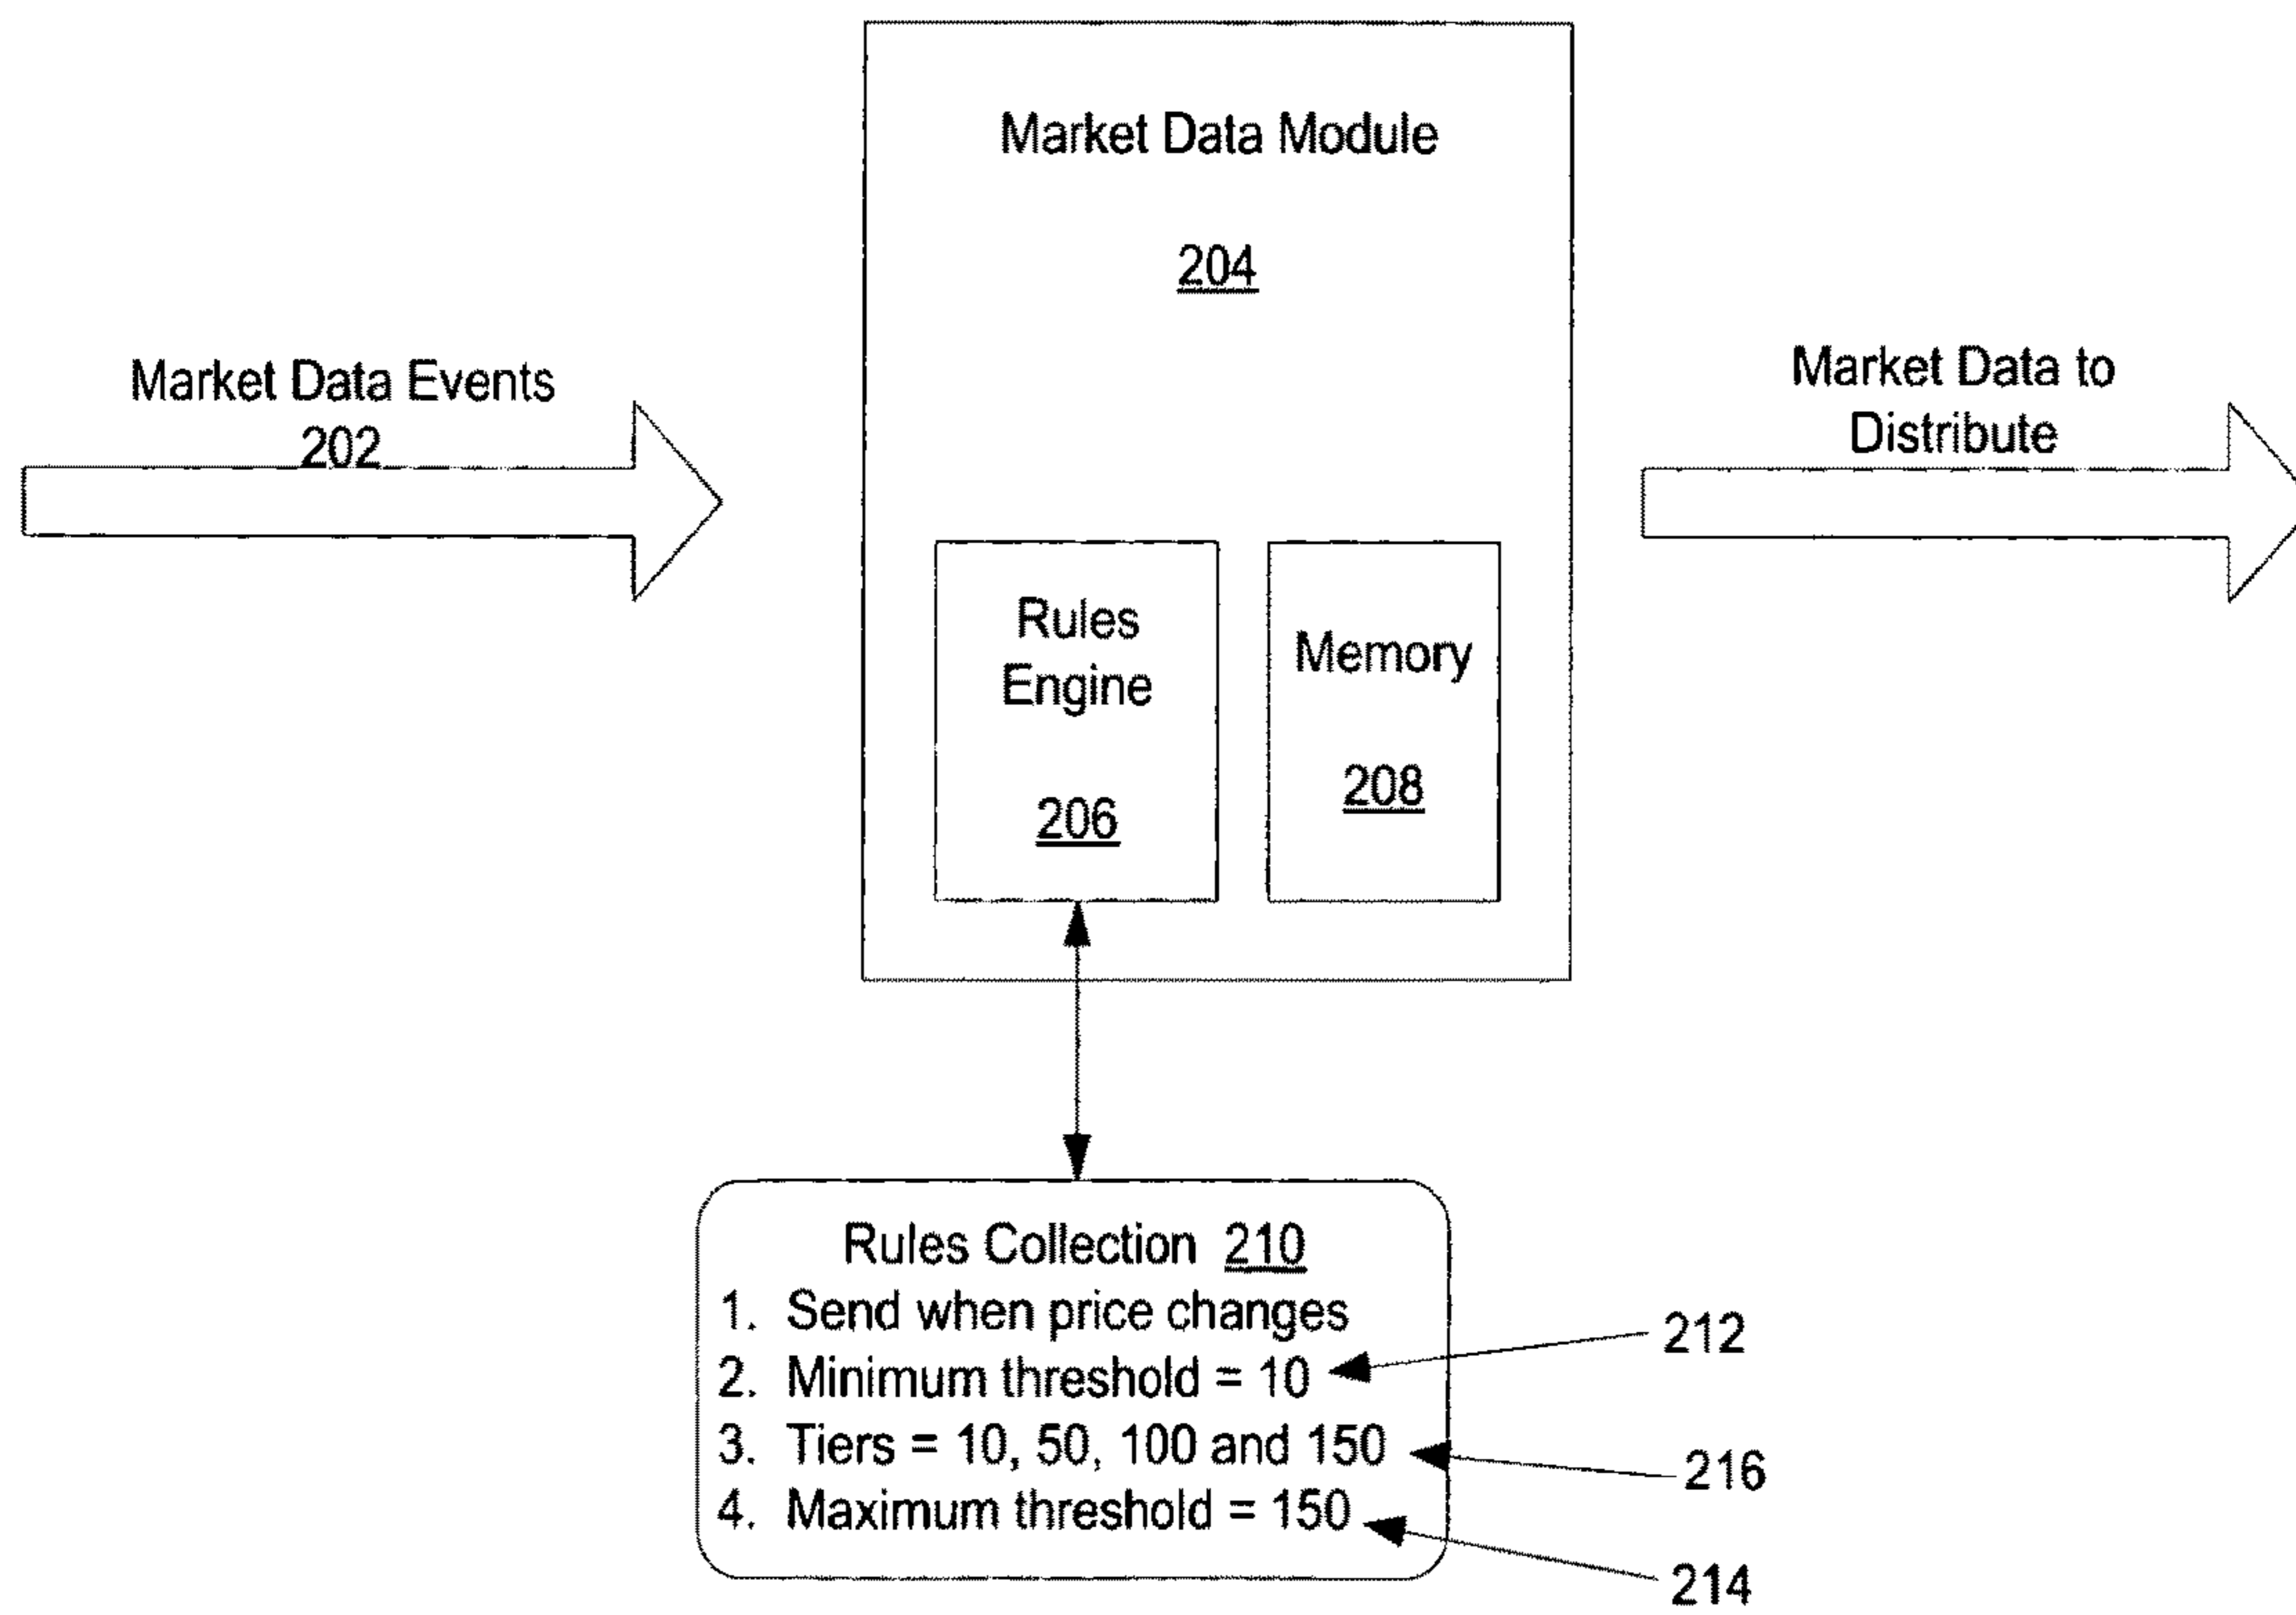 Market Data Module
204
Market Data Events
202
Market Data to
Distribute
Rules
Engine
206
Memory
208
Rules Collection 210
1. Send when price changes
2. Minimum threshold = 10
3. Tiers = 10, 50, 100 and 150
4. Maximum threshold = 150
212
216
214